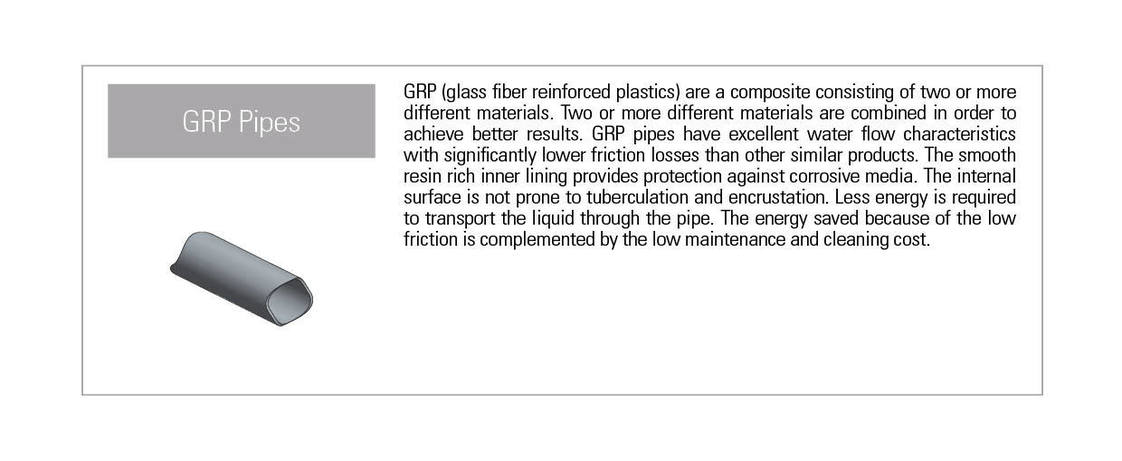 GRP Pipes
GRP (glass fiber reinforced plastics) are a composite consisting of two or more
different materials. Two or more different materials are combined in order to
achieve better results. GRP pipes have excellent water flow characteristics
with significantly lower friction losses than other similar products. The smooth
resin rich inner lining provides protection against corrosive media. The internal
surface is not prone to tuberculation and encrustation. Less energy is required
to transport the liquid through the pipe. The energy saved because of the low
friction is complemented by the low maintenance and cleaning cost.